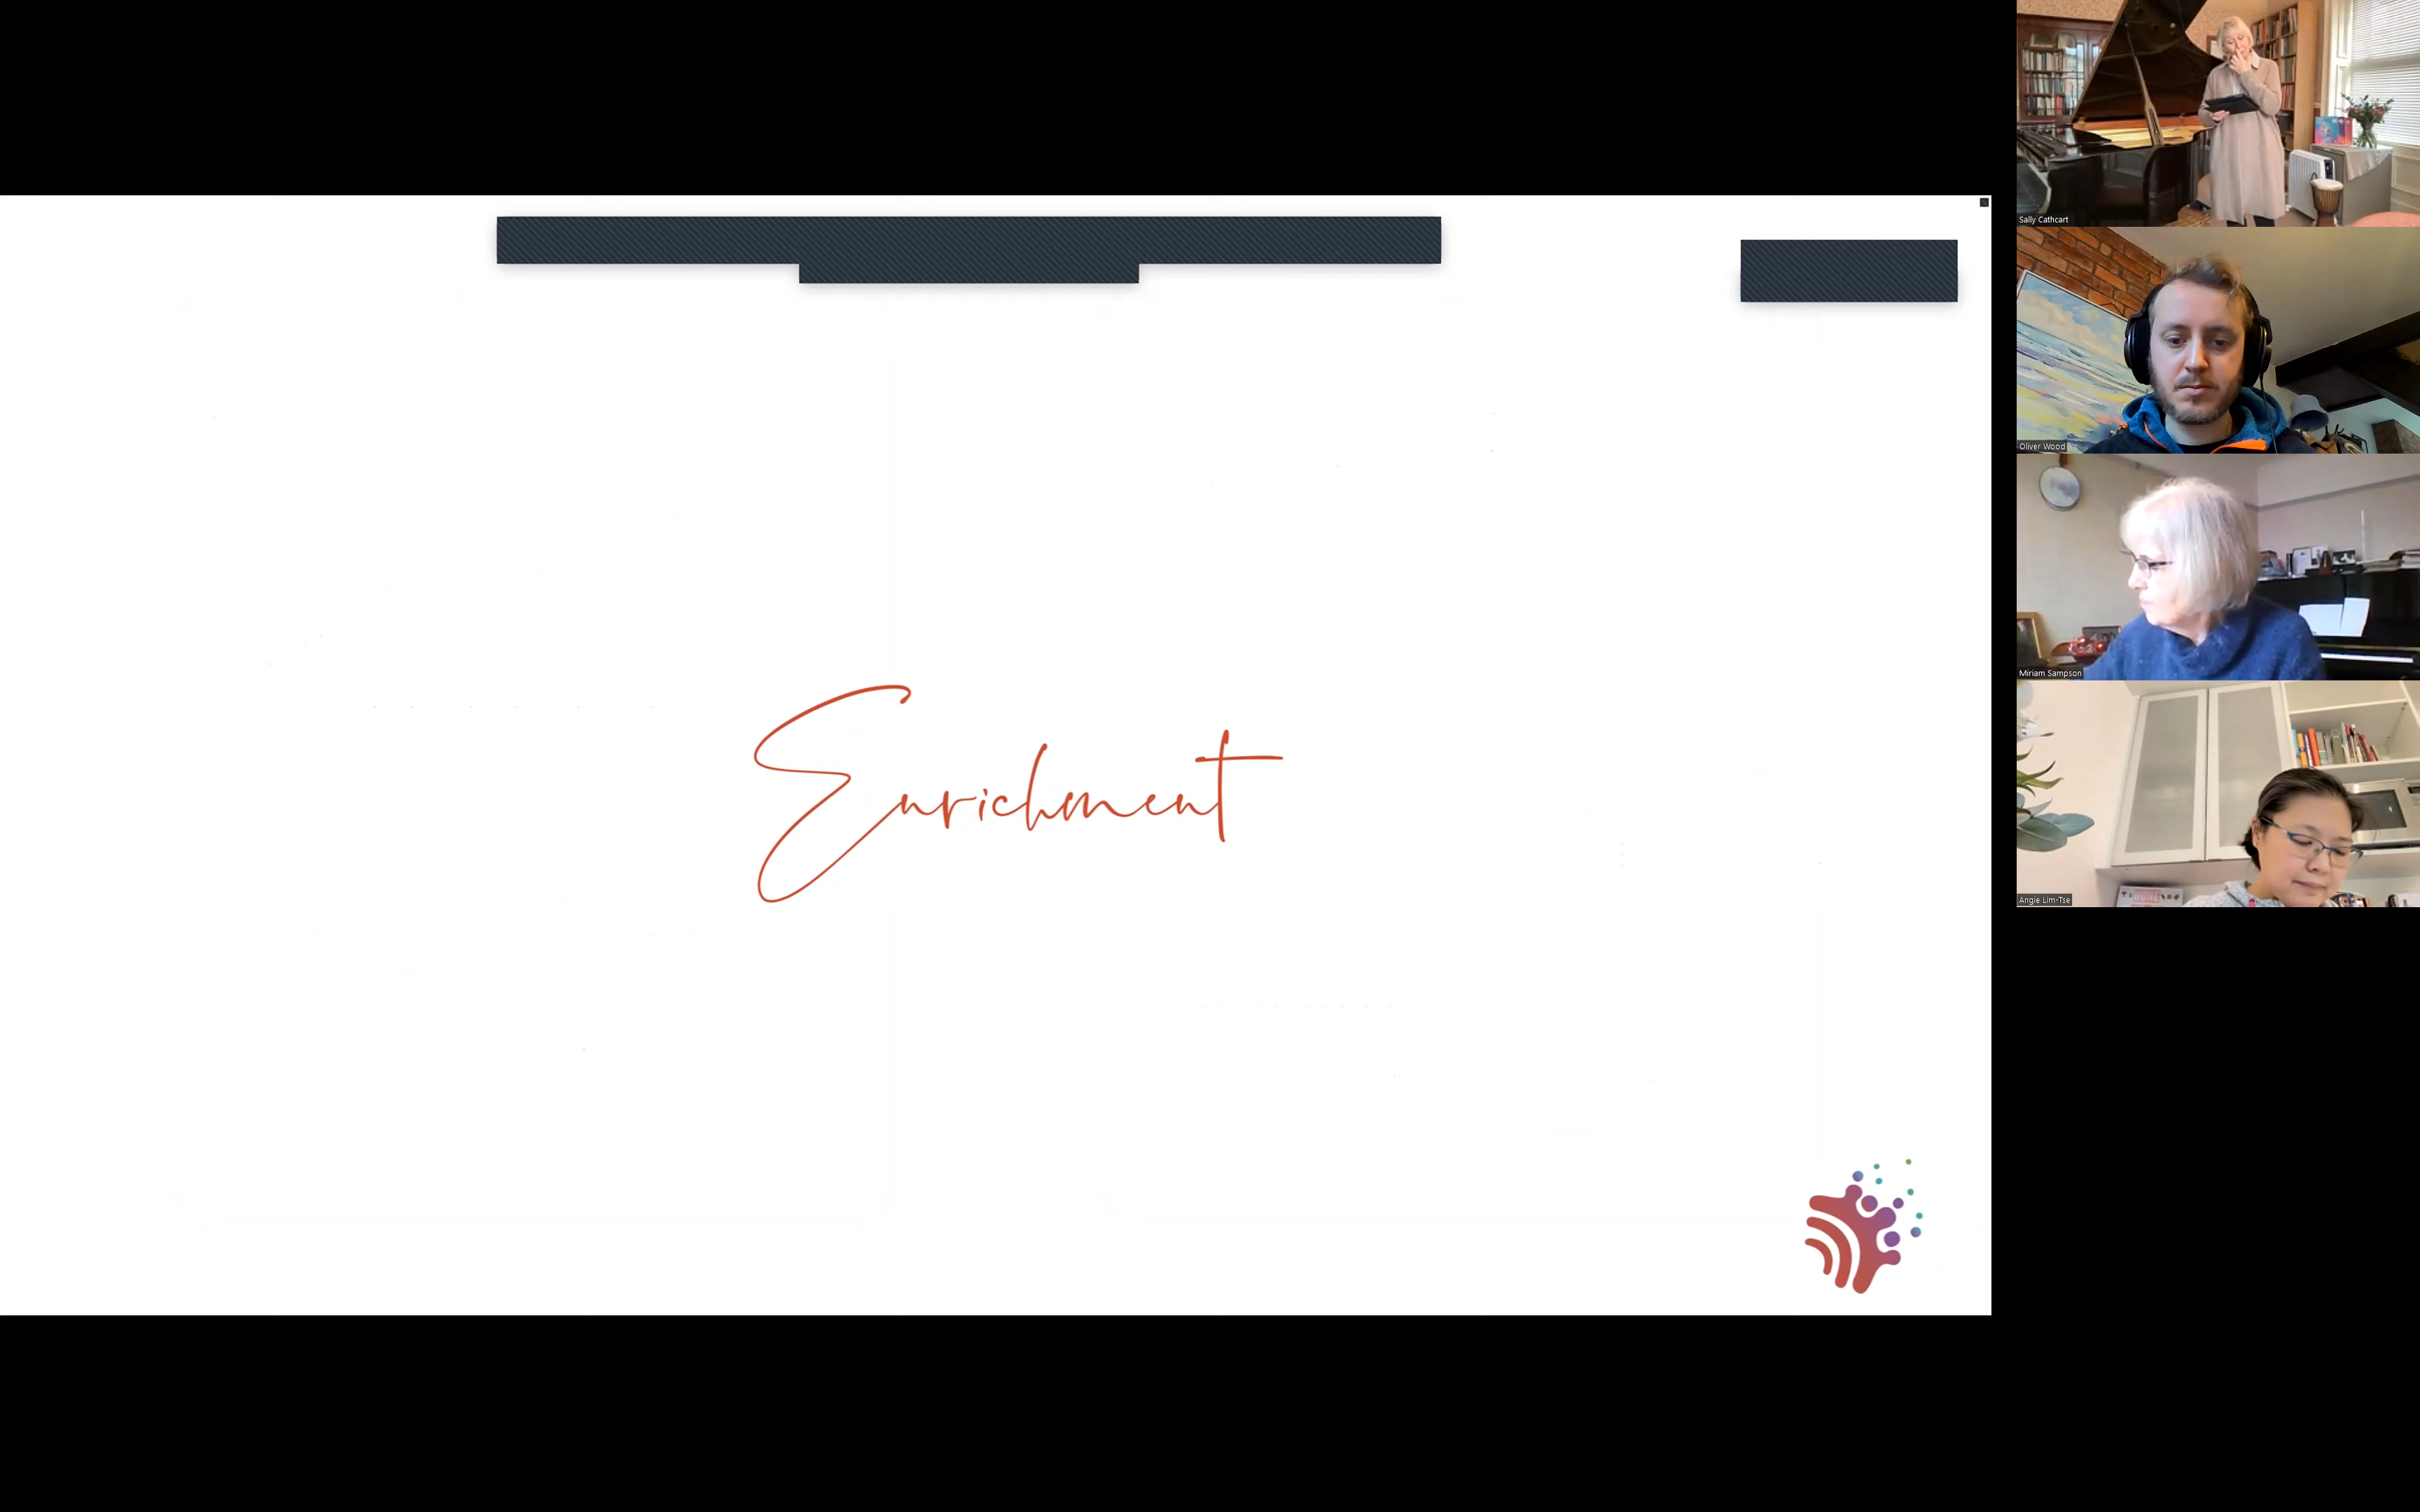 Enrichment
Sally Cathcart
Oliver Wood
Miriam Sampson
Angie Lim-Tse